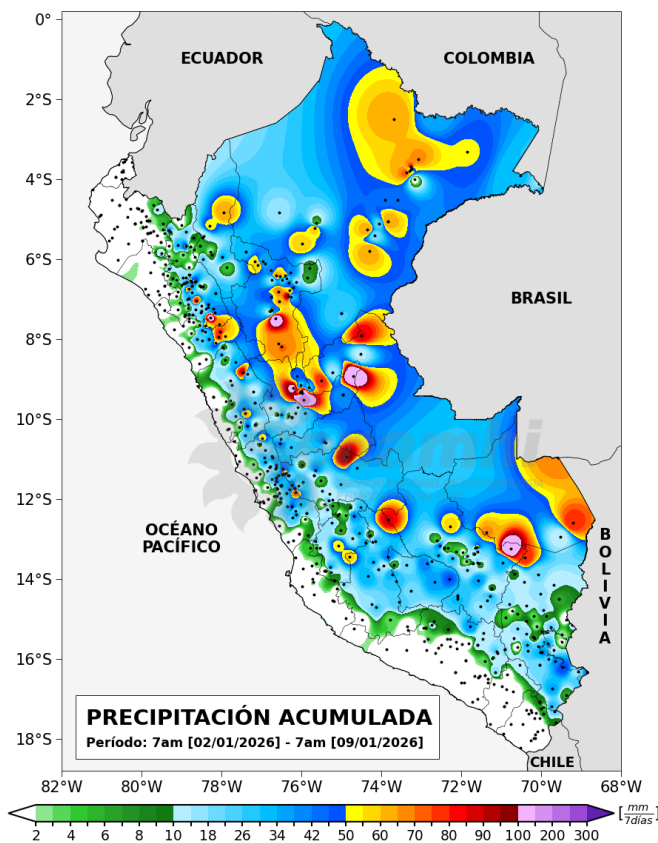 0°
ECUADOR
COLOMBIA
2°S
4°S
6°S
BRASIL
8°S
10°S
senamhi
12°S
OCÉANO
PACÍFICO
B
O
L
I
V
I
A
14°S
16°S
PRECIPITACIÓN ACUMULADA
Período: 7am [02/01/2026] - 7am [09/01/2026]
18°S
CHILE
82°W 80°W 78°W 76°W 74°W 72°W 70°W 68°W
2 4 6 8 10 18 26 34 42 50 60 70 80 90 100 200 300
[mm/7días]